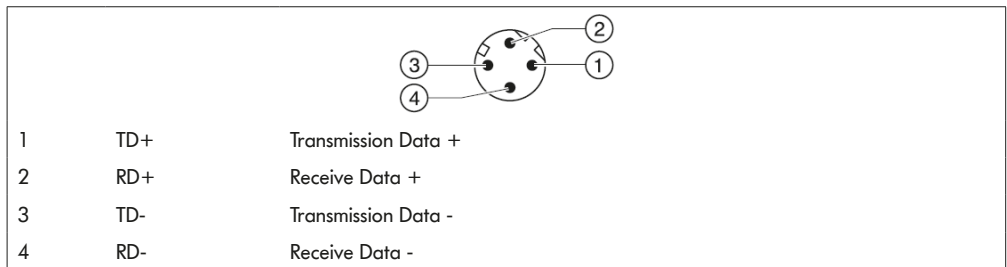 2
3
1
4
1 TD+ Transmission Data +
2 RD+ Receive Data +
3 TD- Transmission Data -
4 RD- Receive Data -